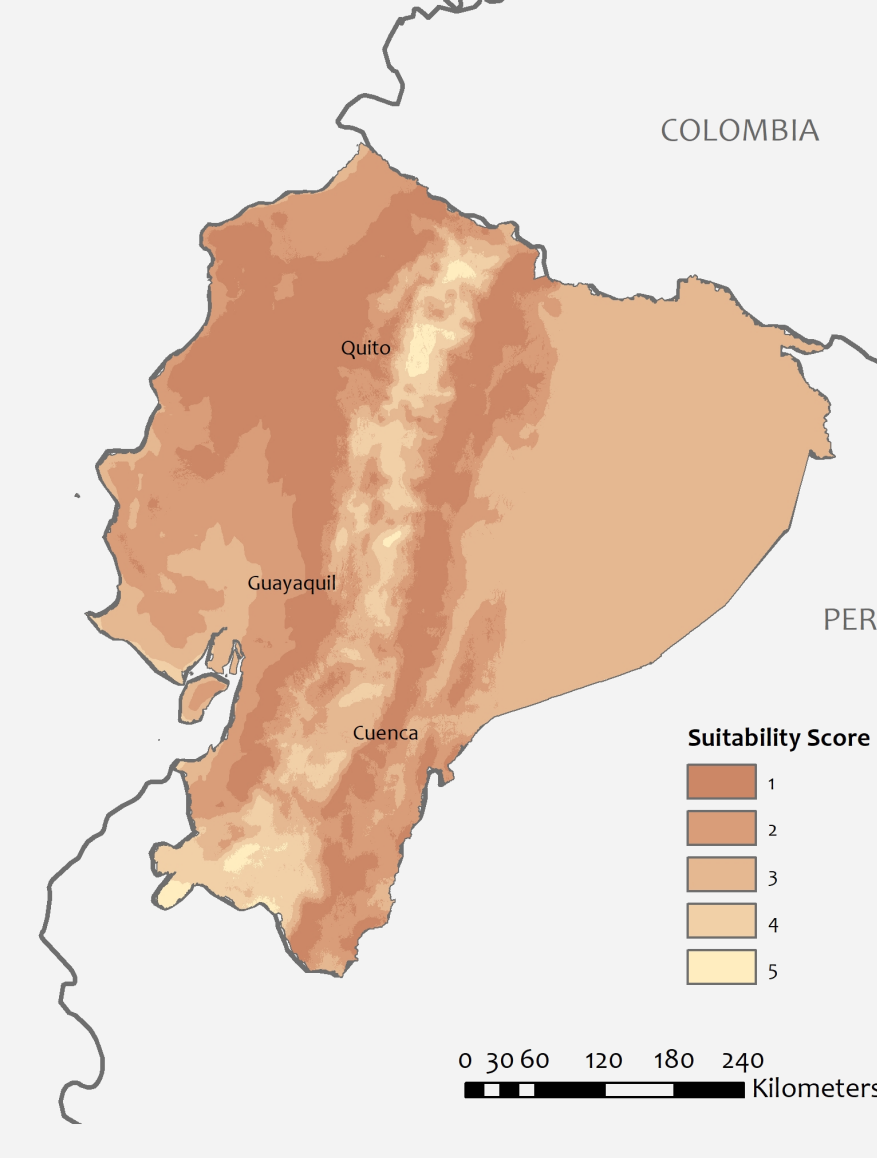 COLOMBIA
Quito
Guayaquil
PER
Cuenca
Suitability Score
1
2
3
4
5
0 30 60 120 180 240
Kilometers